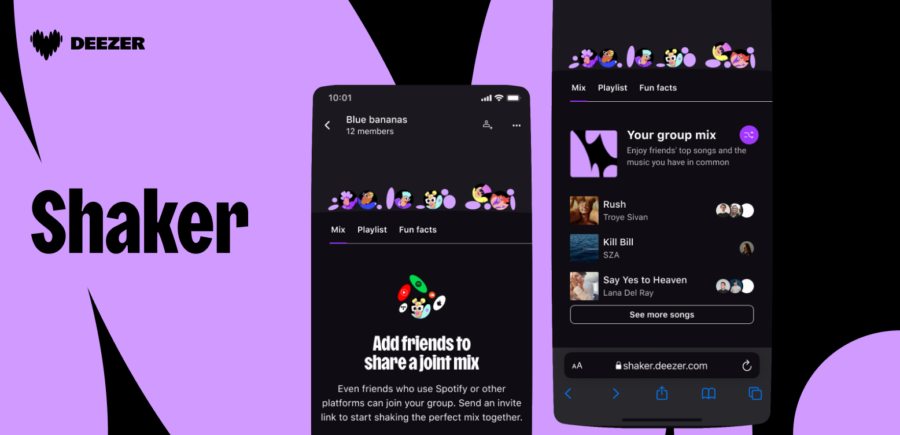 DEEZER
Shaker
10:01
Blue bananas
12 members
Mix Playlist Fun facts
Add friends to
share a joint mix
Even friends who use Spotify or other
platforms can join your group. Send an invite
link to start shaking the perfect mix together.
Mix Playlist Fun facts
Your group mix
Enjoy friends' top songs and the
music you have in common
Rush
Troye Sivan
Kill Bill
SZA
Say Yes to Heaven
Lana Del Ray
See more songs
AA shaker.deezer.com